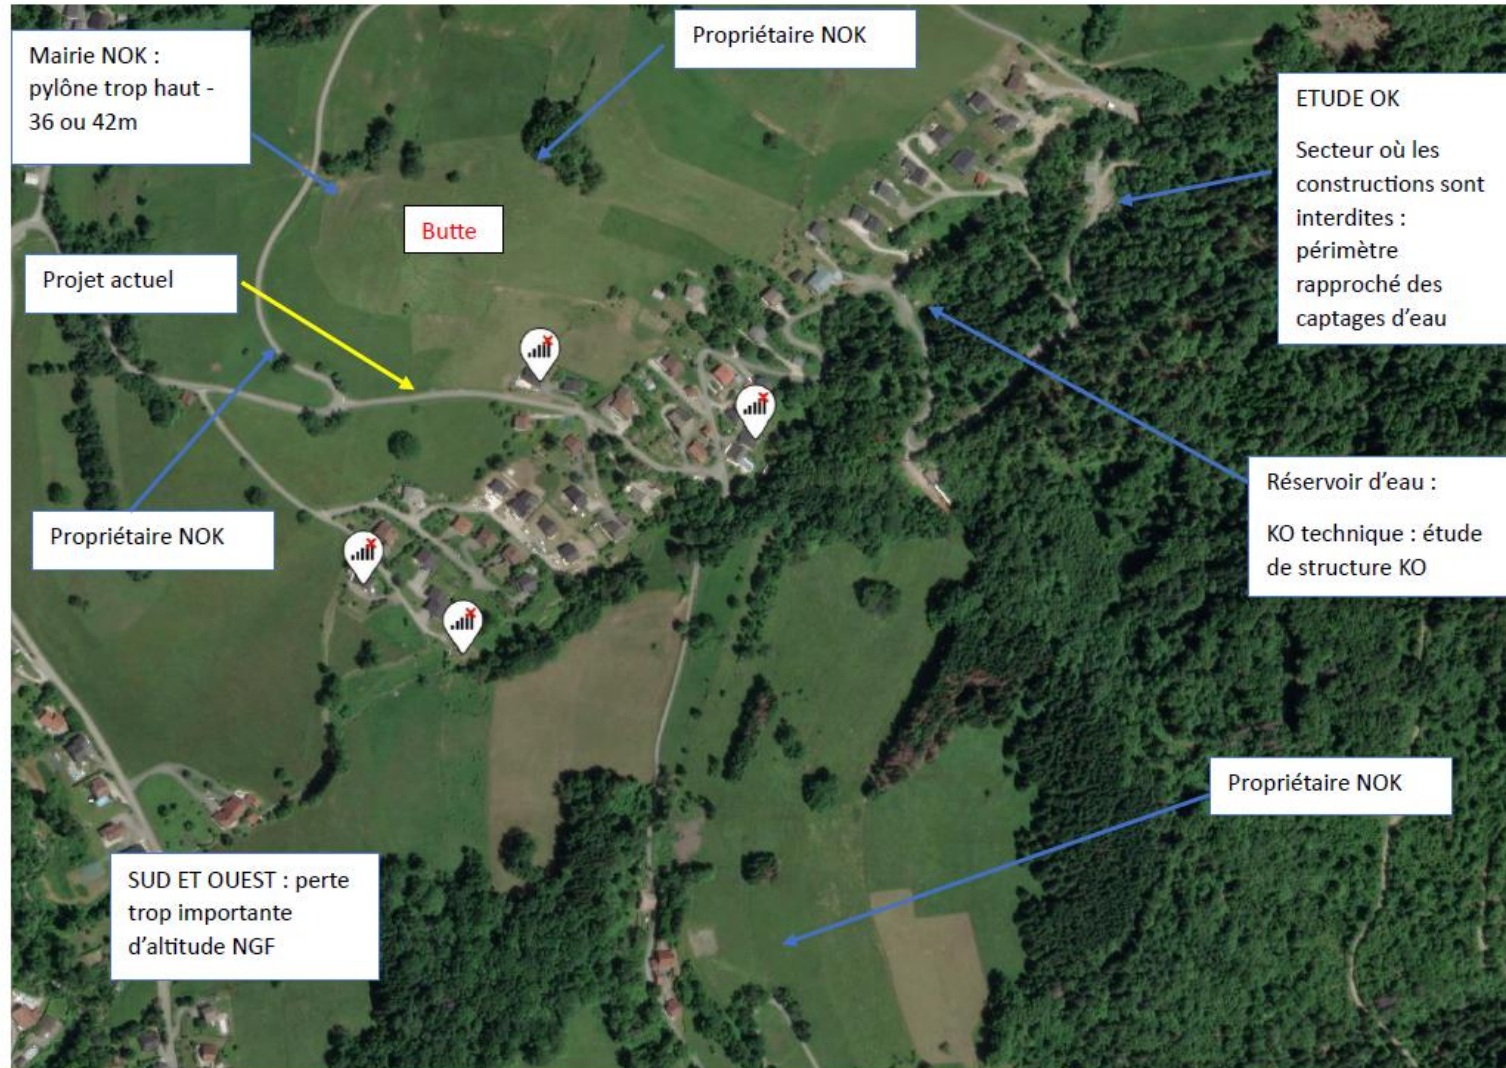 Mairie NOK :
pylône trop haut -
36 ou 42m
Propriétaire NOK
ETUDE OK
Secteur où les
constructions sont
interdites :
périmètre
rapproché des
captages d’eau
Butte
Projet actuel
Propriétaire NOK
Réservoir d’eau :
KO technique : étude
de structure KO
Propriétaire NOK
SUD ET OUEST : perte
trop importante
d’altitude NGF